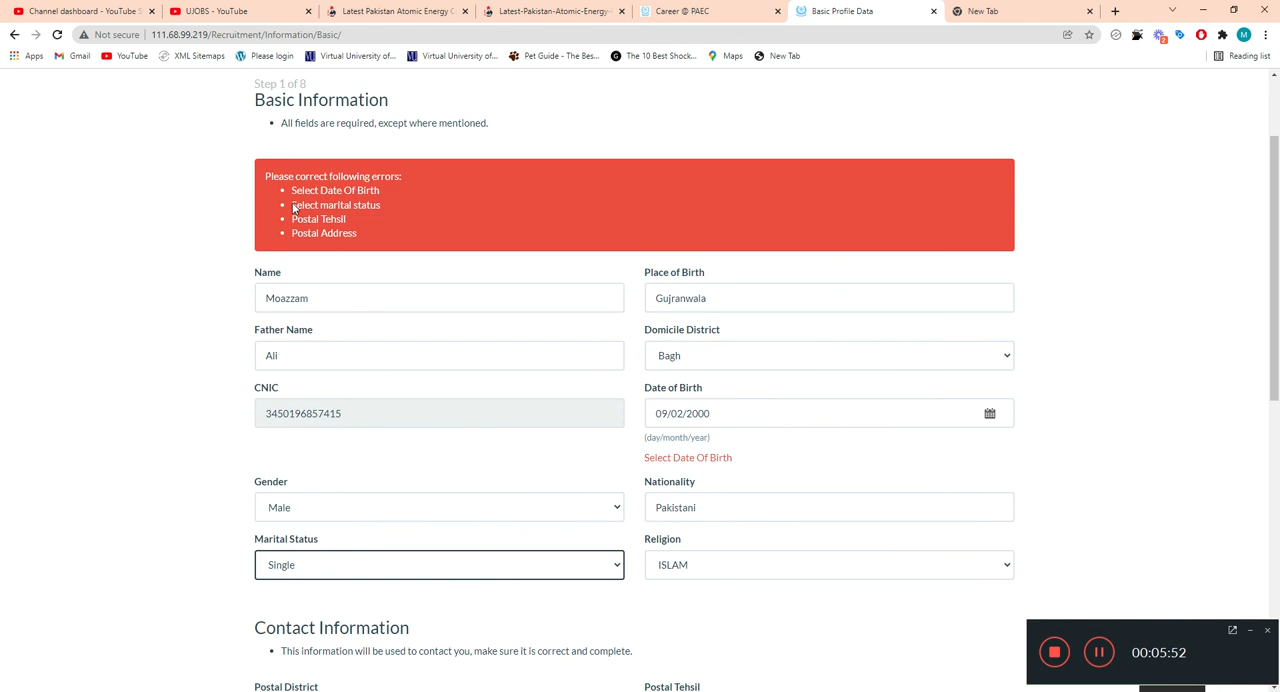 Channel dashboard - YouTube S
UJOBS - YouTube
Latest Pakistan Atomic Energy C
Latest-Pakistan-Atomic-Energy-
Career @ PAEC
Basic Profile Data
New Tab
Not secure | 111.68.99.219/Recruitment/Information/Basic/
2
M
Apps
Gmail
YouTube
XML Sitemaps
Please login
Virtual University of...
Virtual University of...
Pet Guide - The Bes...
The 10 Best Shock...
Maps
New Tab
Reading list
Step 1 of 8
Basic Information
All fields are required, except where mentioned.
Please correct following errors:
Select Date Of Birth
Select marital status
Postal Tehsil
Postal Address
Name
Place of Birth
Moazzam
Gujranwala
Father Name
Domicile District
Ali
Bagh
CNIC
Date of Birth
3450196857415
09/02/2000
(day/month/year)
Select Date Of Birth
Gender
Nationality
Male
Pakistani
Marital Status
Religion
Single
ISLAM
Contact Information
This information will be used to contact you, make sure it is correct and complete.
Postal District
Postal Tehsil
00:05:52